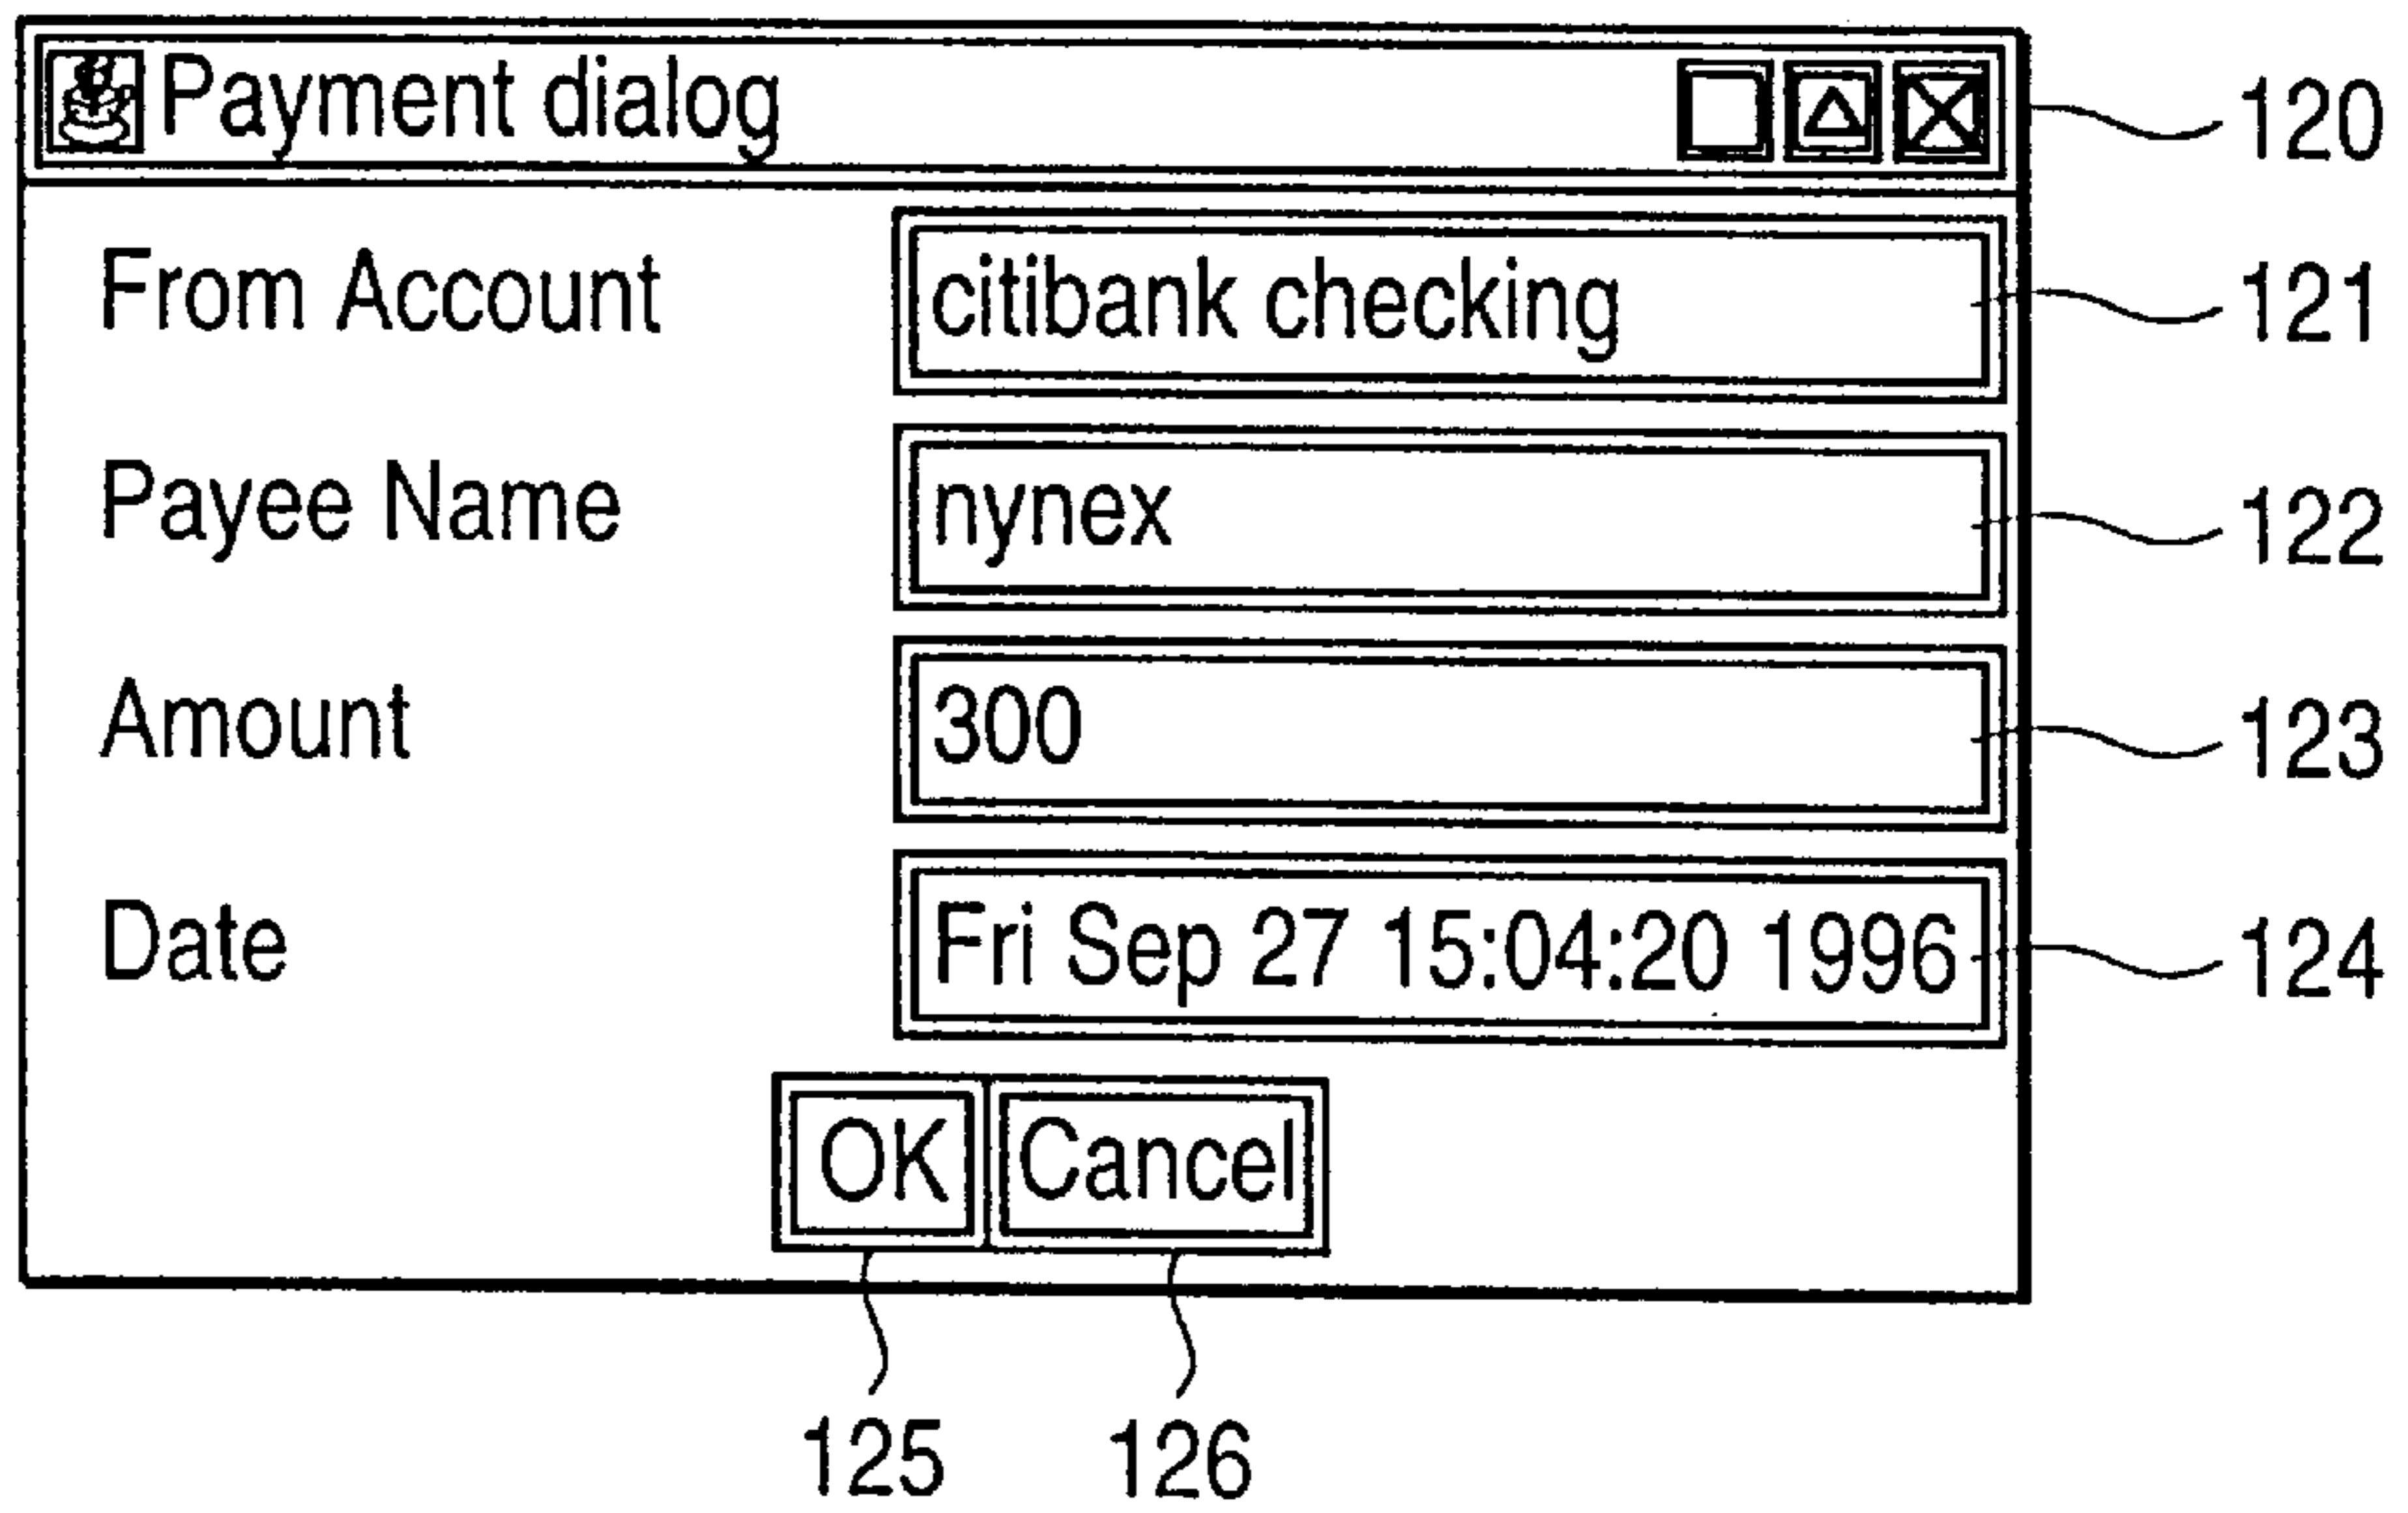 Payment dialog 120
From Account citibank checking 121
Payee Name nynex 122
Amount 300 123
Date Fri Sep 27 15:04:20 1996 124
OK Cancel
125 126